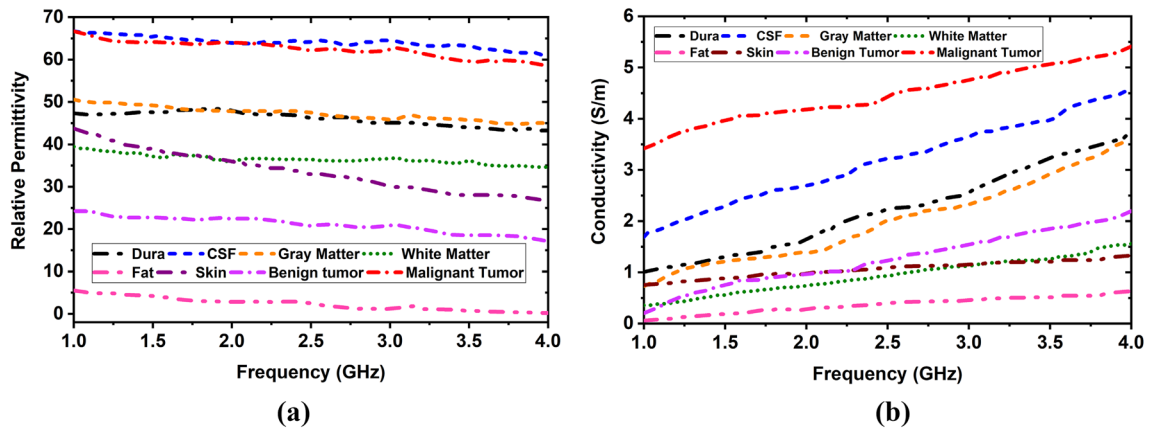 70
60
50
40
30
20
10
0
Relative Permittivity
Dura CSF Gray Matter White Matter
Fat Skin Benign tumor Malignant Tumor
1.0 1.5 2.0 2.5 3.0 3.5 4.0
Frequency (GHz)
(a)
6
5
4
3
2
1
0
Conductivity (S/m)
Dura CSF Gray Matter White Matter
Fat Skin Benign Tumor Malignant Tumor
1.0 1.5 2.0 2.5 3.0 3.5 4.0
Frequency (GHz)
(b)